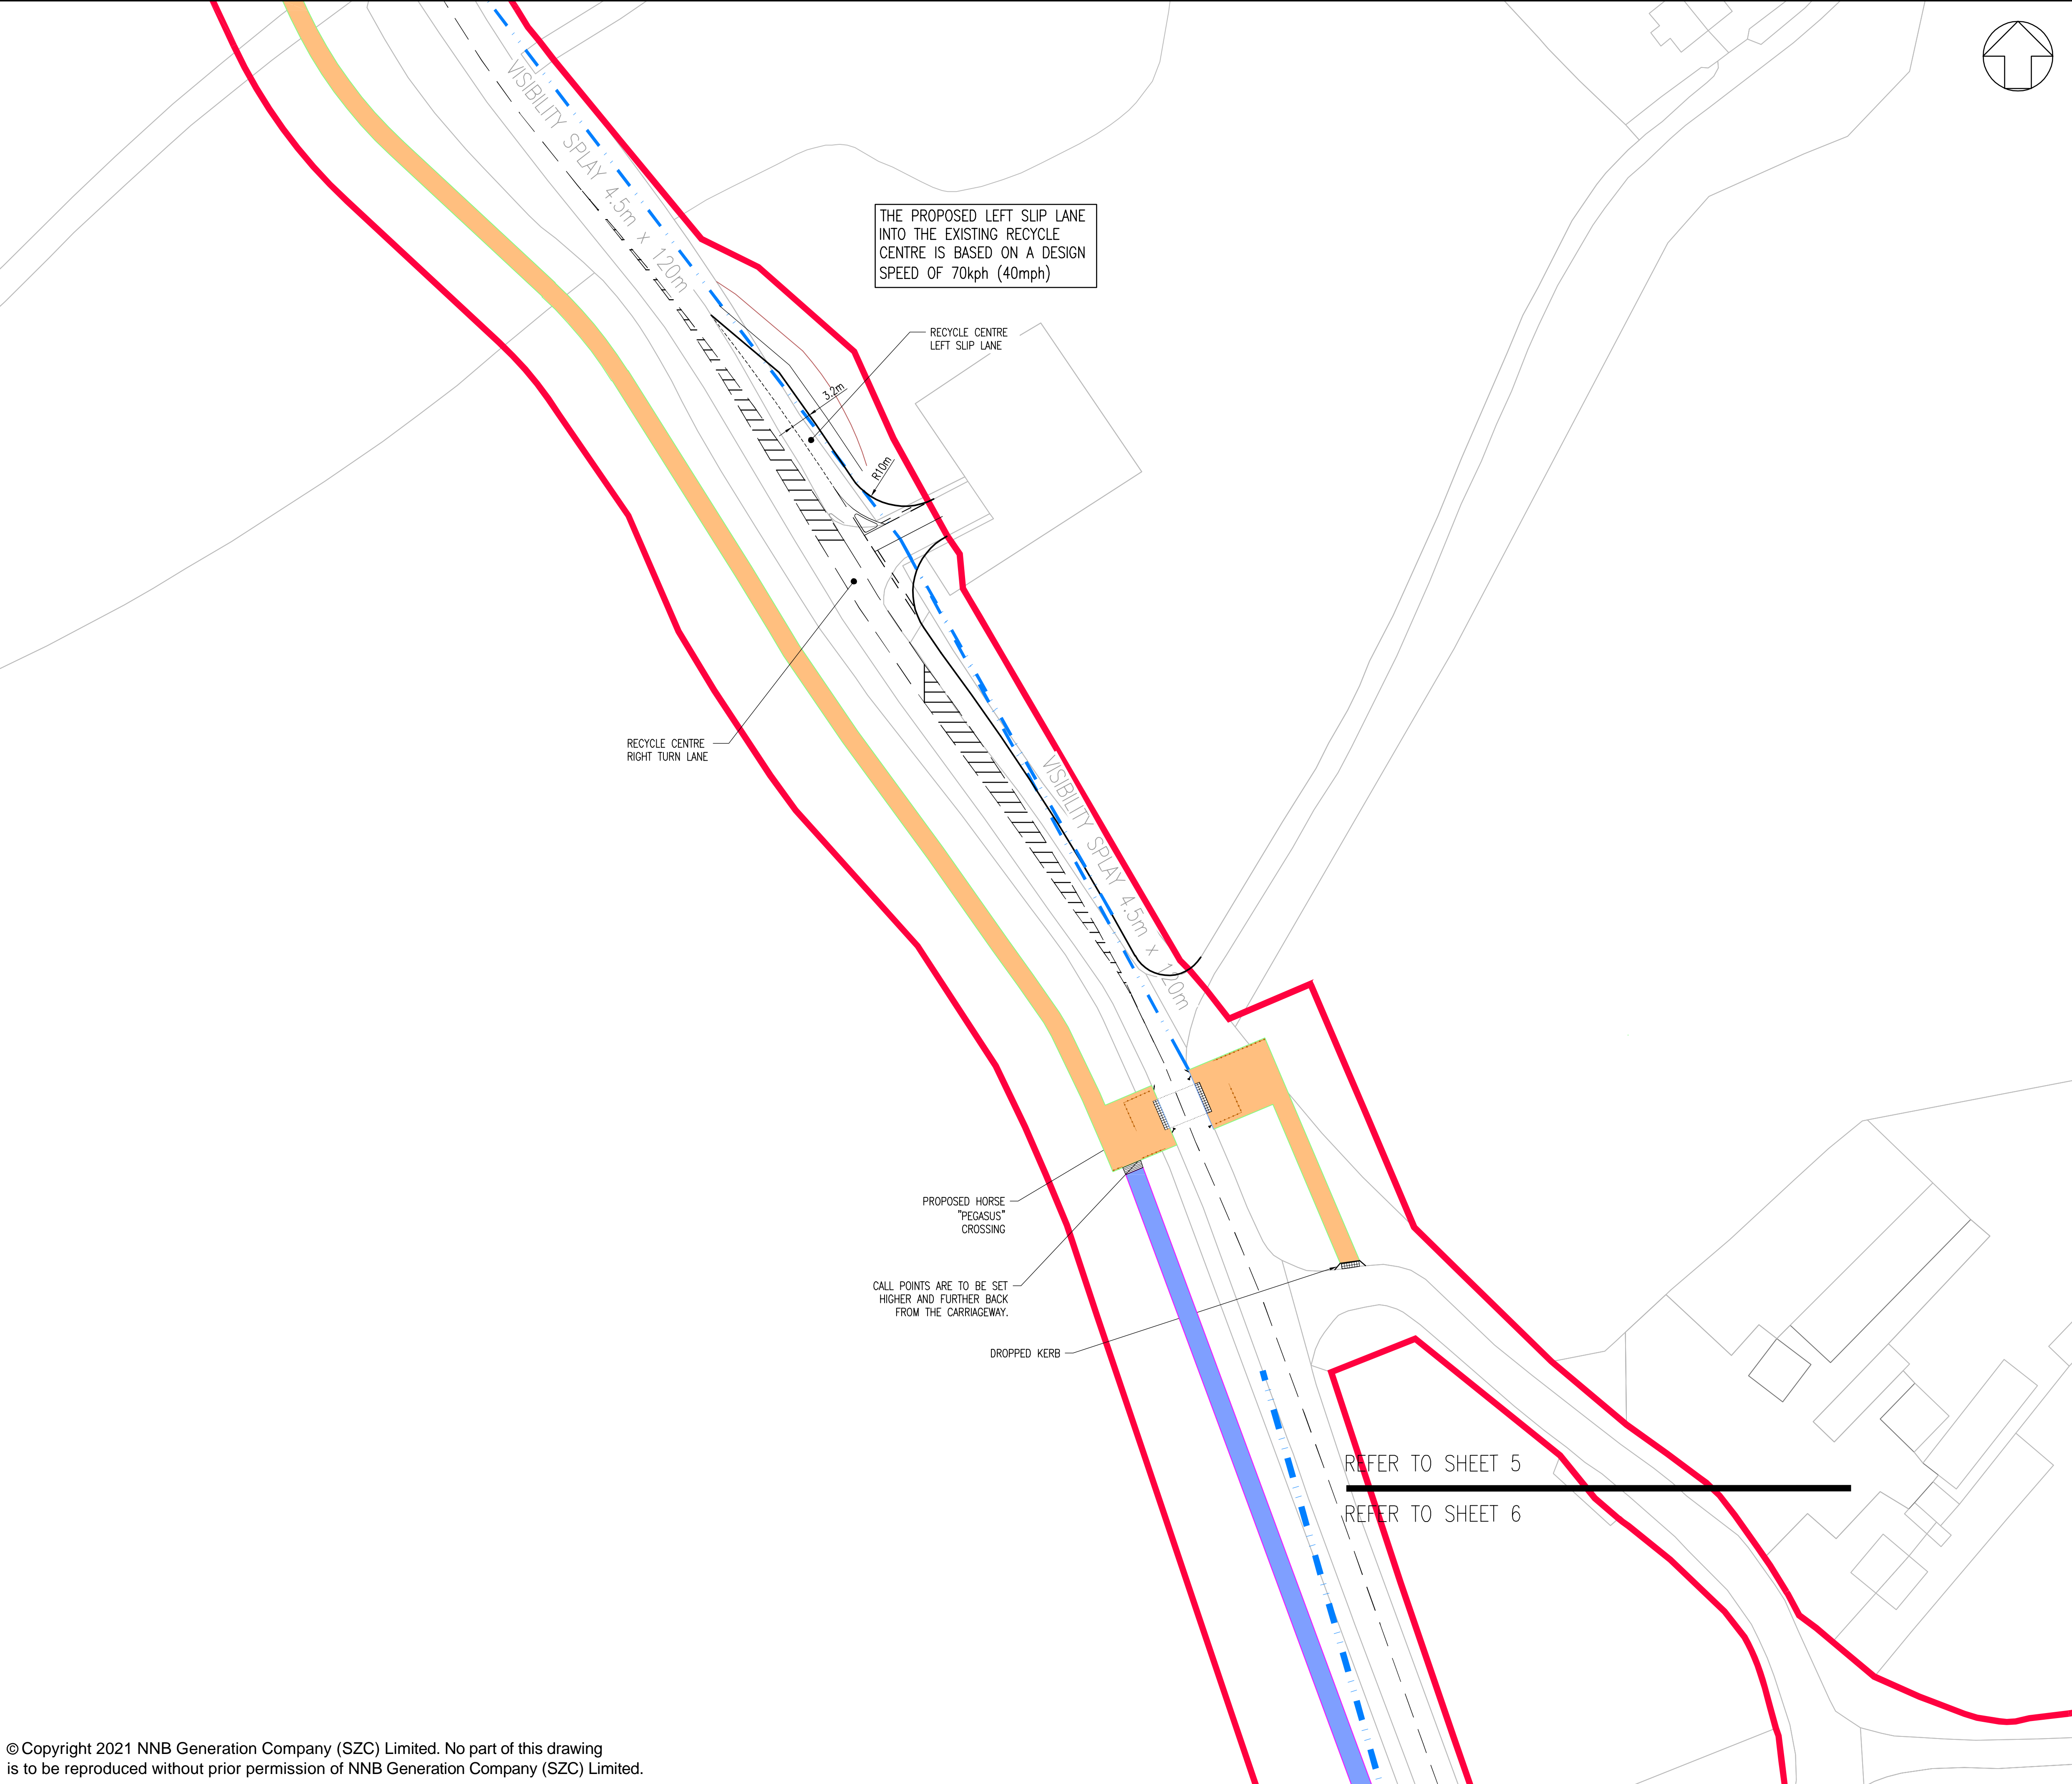 VISIBILITY SPLAY 4.5m x 120m
THE PROPOSED LEFT SLIP LANE
INTO THE EXISTING RECYCLE
CENTRE IS BASED ON A DESIGN
SPEED OF 70kph (40mph)
RECYCLE CENTRE
LEFT SLIP LANE
3.2m
R10m
RECYCLE CENTRE
RIGHT TURN LANE
VISIBILITY SPLAY 4.5m x 120m
PROPOSED HORSE
"PEGASUS"
CROSSING
CALL POINTS ARE TO BE SET
HIGHER AND FURTHER BACK
FROM THE CARRIAGEWAY.
DROPPED KERB
REFER TO SHEET 5
REFER TO SHEET 6
© Copyright 2021 NNB Generation Company (SZC) Limited. No part of this drawing
is to be reproduced without prior permission of NNB Generation Company (SZC) Limited.